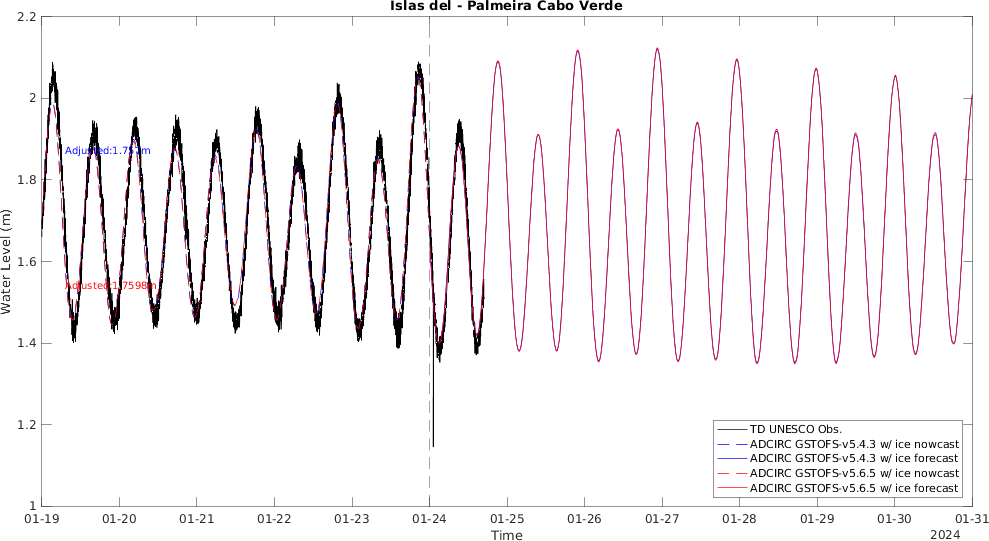 Islas del - Palmeira Cabo Verde
2.2
2
1.8
1.6
1.4
1.2
1
Water Level (m)
Adjusted:1.757m
Adjusted:1.7598m
TD UNESCO Obs.
ADCIRC GSTOFS-v5.4.3 w/ ice nowcast
ADCIRC GSTOFS-v5.4.3 w/ ice forecast
ADCIRC GSTOFS-v5.6.5 w/ ice nowcast
ADCIRC GSTOFS-v5.6.5 w/ ice forecast
01-19 01-20 01-21 01-22 01-23 01-24 01-25 01-26 01-27 01-28 01-29 01-30 01-31
Time
2024